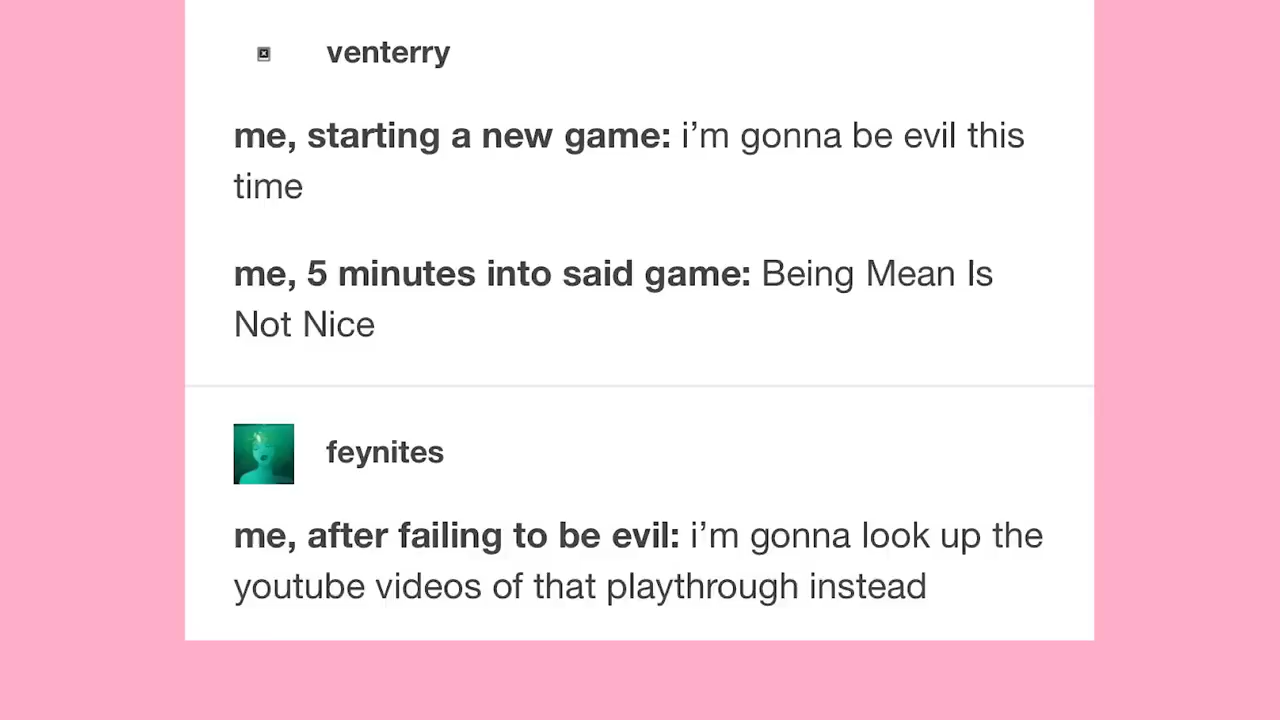 venterry
me, starting a new game: i’m gonna be evil this
time
me, 5 minutes into said game: Being Mean Is
Not Nice
feynites
me, after failing to be evil: i’m gonna look up the
youtube videos of that playthrough instead